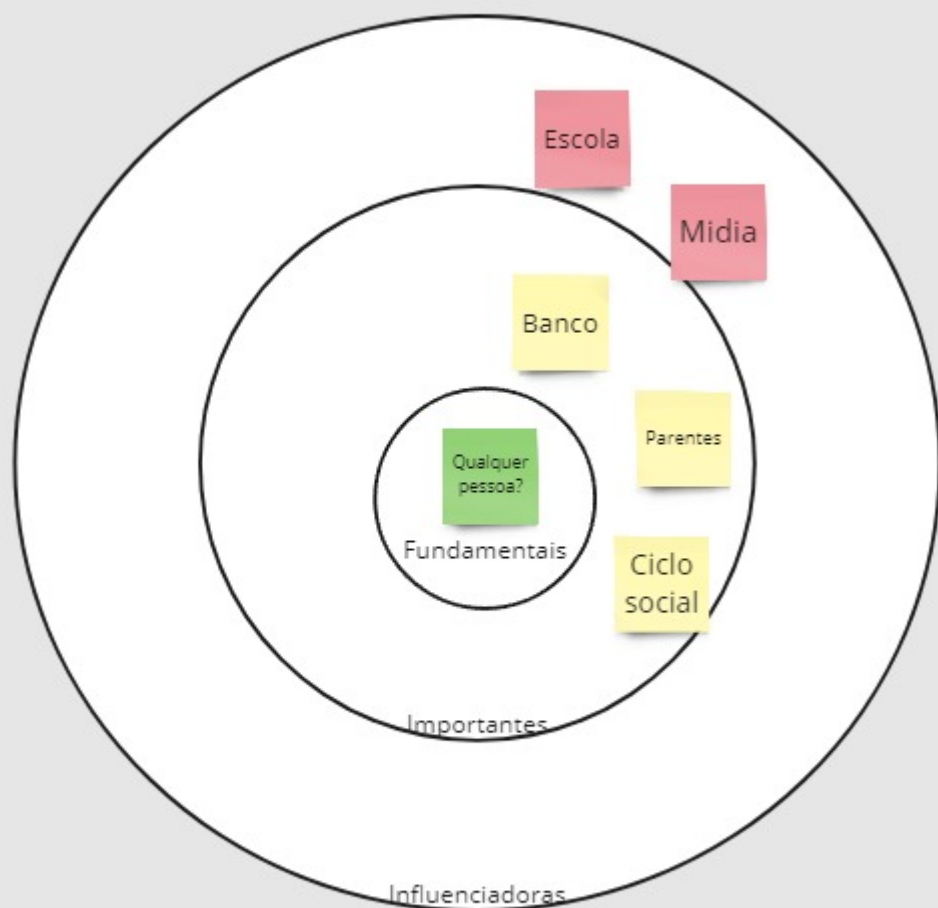 Escola
Midia
Banco
Parentes
Qualquer
pessoa?
Fundamentais
Ciclo
social
Importantes
Influenciadoras